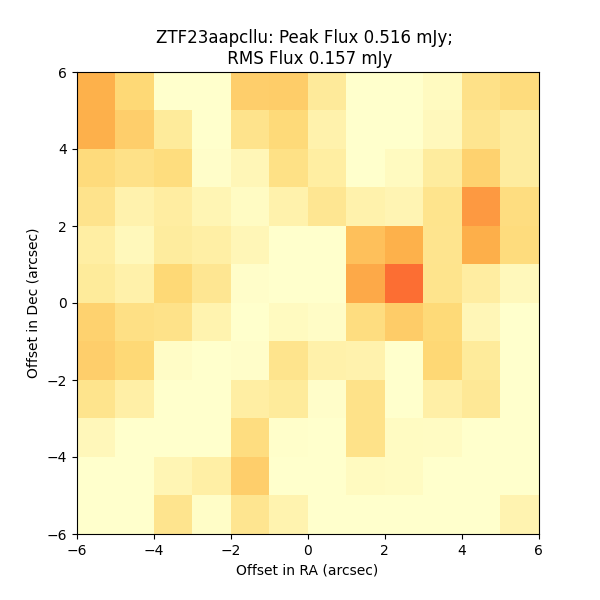 ZTF23aapcllu: Peak Flux 0.516 mJy;
RMS Flux 0.157 mJy
6
4
2
0
−2
−4
−6
Offset in Dec (arcsec)
−6 −4 −2 0 2 4 6
Offset in RA (arcsec)